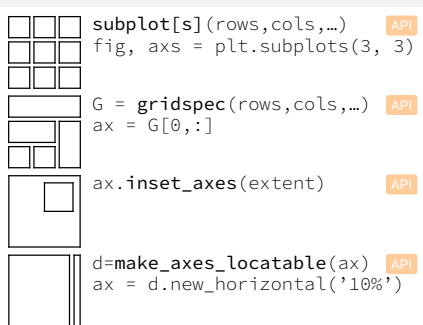 subplot[s](rows,cols,…) API
fig, axs = plt.subplots(3, 3)
G = gridspec(rows,cols,…) API
ax = G[0,:]
ax.inset_axes(extent) API
d=make_axes_locatable(ax) API
ax = d.new_horizontal(’10%’)